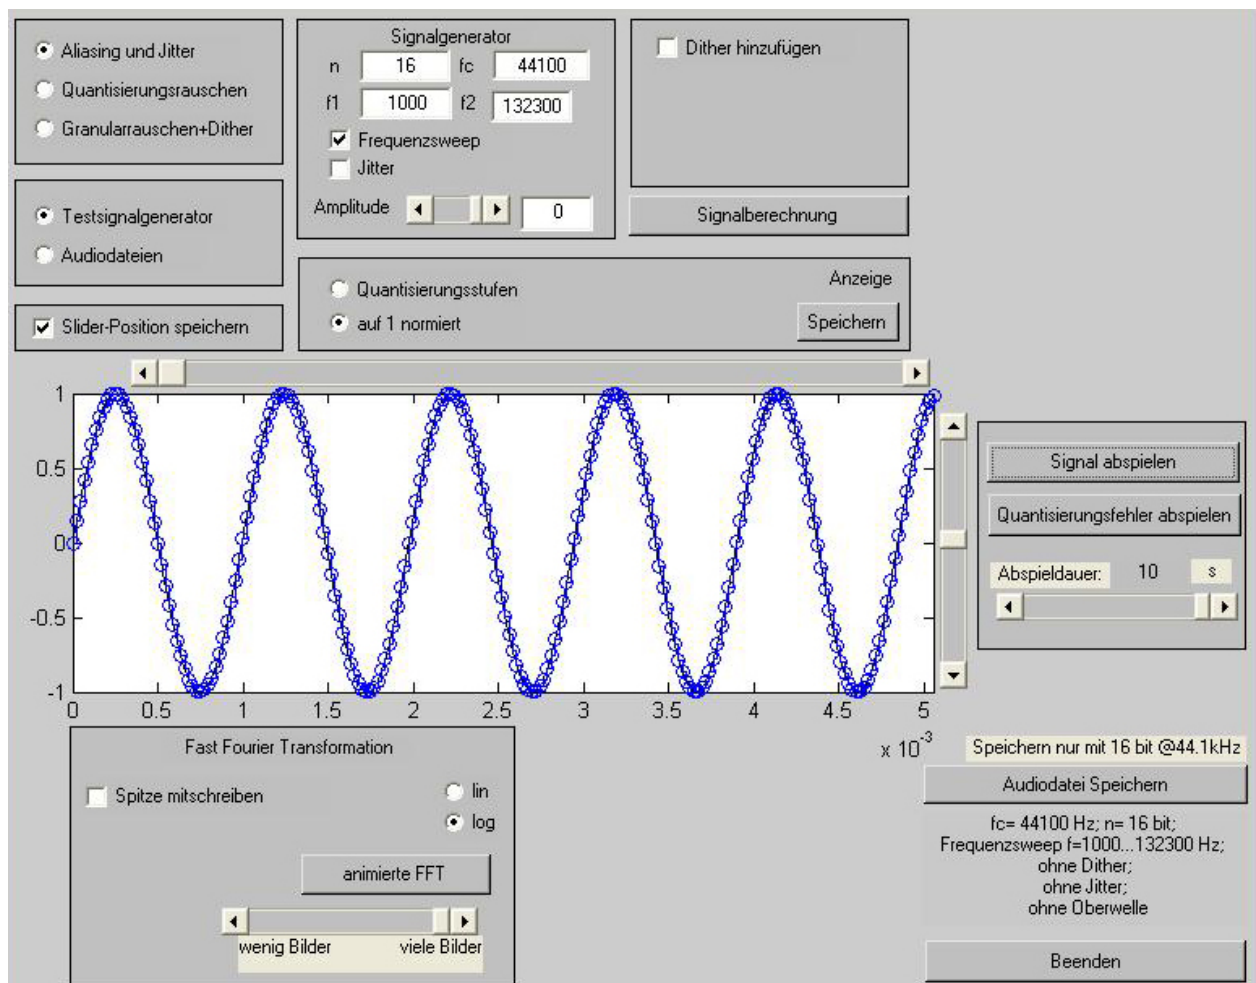 Aliasing und Jitter
Quantisierungsrauschen
Granularrauschen+Dither
Signalgenerator
n 16 fc 44100
f1 1000 f2 132300
Frequenzsweep
Jitter
Amplitude 0
Dither hinzufügen
Signalberechnung
Testsignalgenerator
Audiodateien
Slider-Position speichern
Quantisierungsstufen
auf 1 normiert
Anzeige
Speichern
1
0.5
0
-0.5
-1
0 0.5 1 1.5 2 2.5 3 3.5 4 4.5 5
x 10-3
Signal abspielen
Quantisierungsfehler abspielen
Abspieldauer: 10 s
Fast Fourier Transformation
Spitze mitschreiben
lin
log
animierte FFT
wenig Bilder viele Bilder
Speichern nur mit 16 bit @44.1kHz
Audiodatei Speichern
fc= 44100 Hz; n= 16 bit;
Frequenzsweep f=1000...132300 Hz;
ohne Dither;
ohne Jitter;
ohne Oberwelle
Beenden